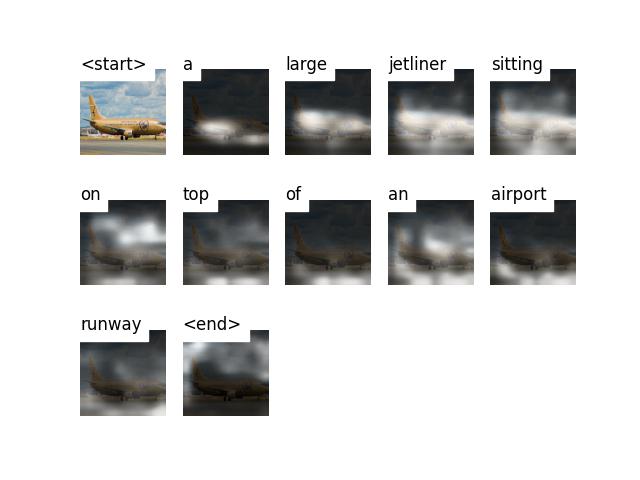 <start> a large jetliner sitting
on top of an airport
runway <end>